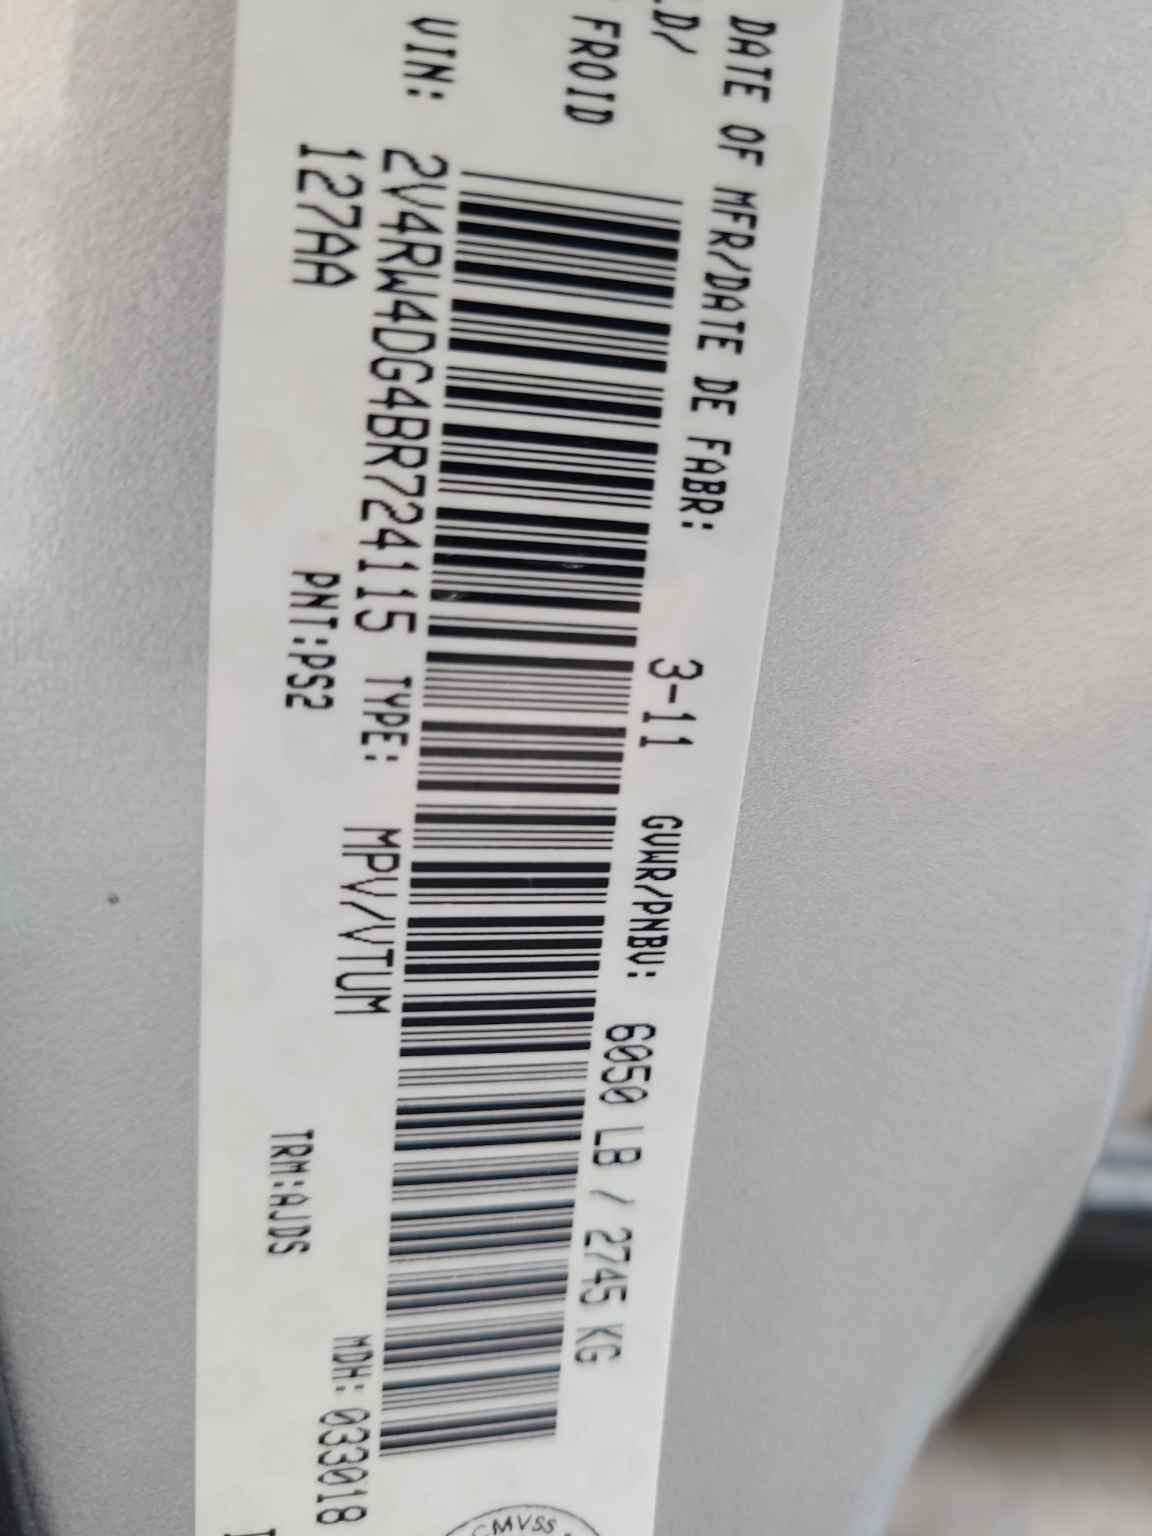 DATE OF MFR/DATE DE FABR: 3-11 GVWR/PNBV: 6050 LB / 2745 KG
FROID
VIN: 2V4RW4DG4BR724115 TYPE: MPV/VTUM MDH: 033018
127AA PNT:PS2 TRM:AJDS
CMVSS